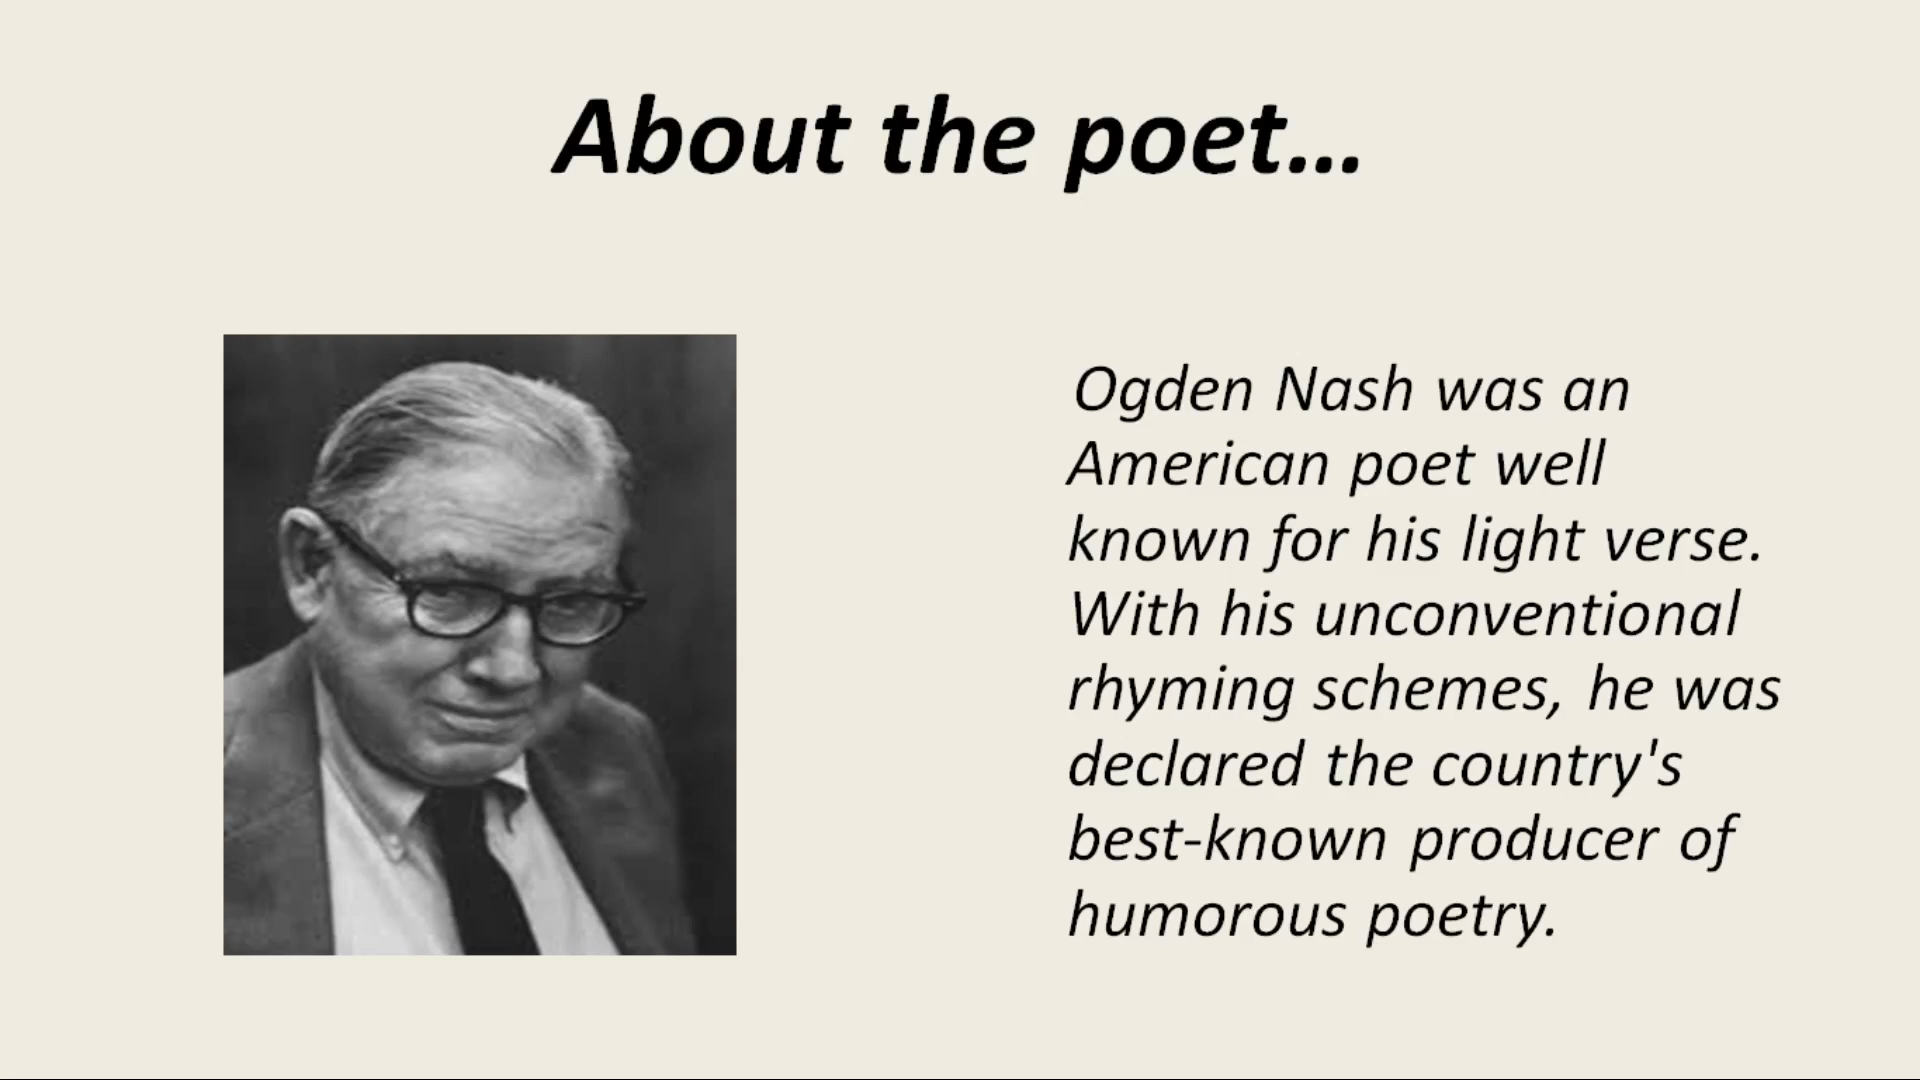 About the poet...
Ogden Nash was an
American poet well
known for his light verse.
With his unconventional
rhyming schemes, he was
declared the country's
best-known producer of
humorous poetry.